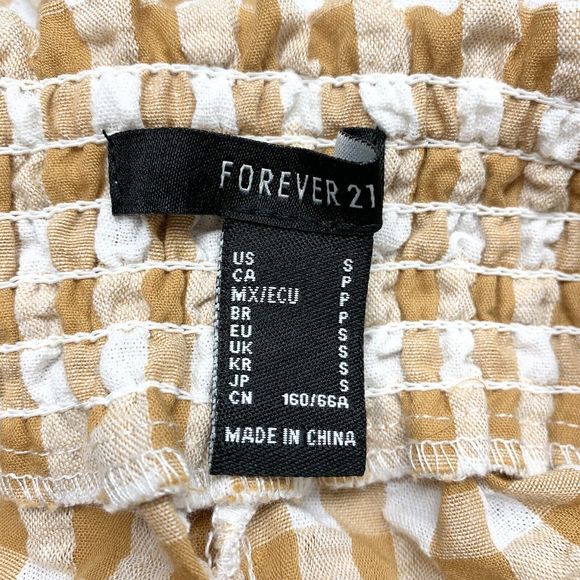 FOREVER 21
US S
CA P
MX/ECU P
BR P
EU S
UK S
KR S
JP S
CN 160/66A
MADE IN CHINA